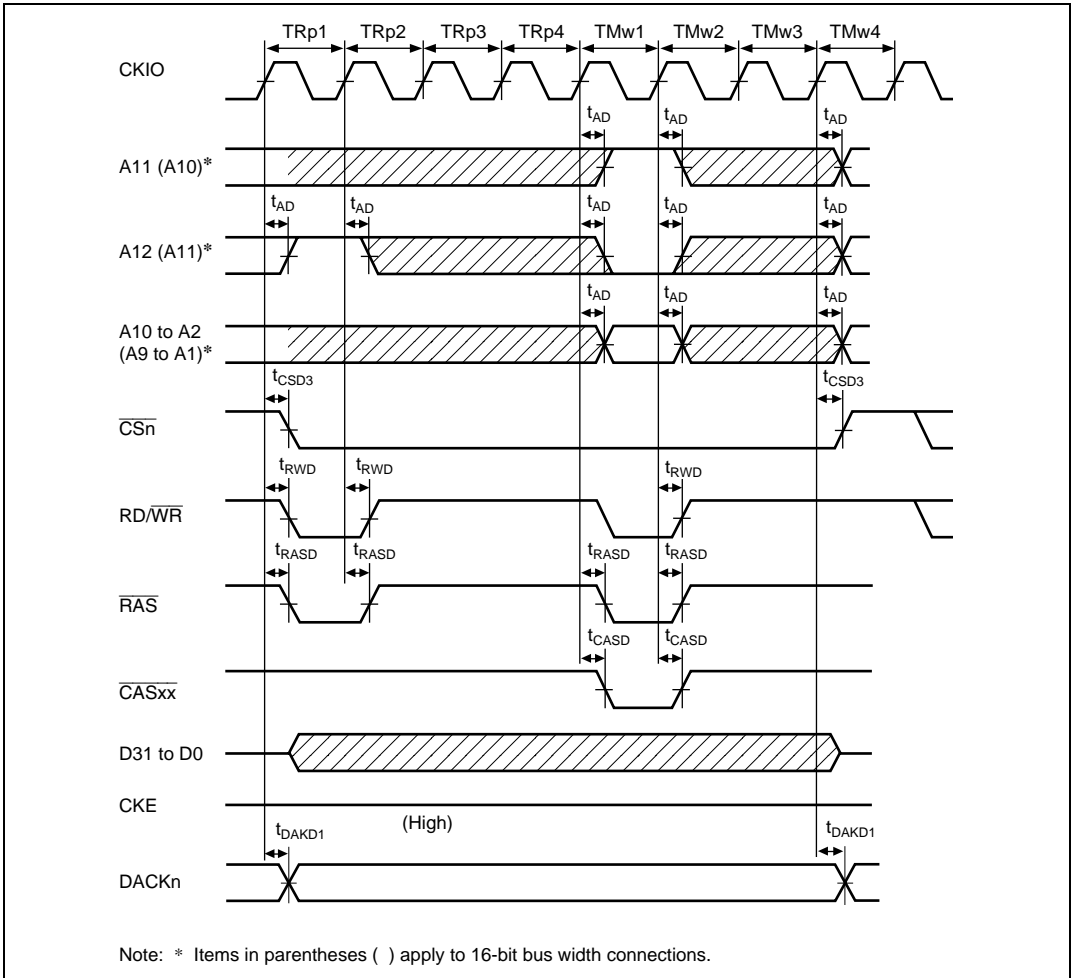 TRp1 TRp2 TRp3 TRp4 TMw1 TMw2 TMw3 TMw4
CKIO
tAD tAD tAD
A11 (A10)*
tAD tAD tAD tAD tAD
A12 (A11)*
tAD tAD tAD
A10 to A2
(A9 to A1)*
tCSD3 tCSD3
CSn
tRWD tRWD tRWD
RD/WR
tRASD tRASD tRASD tRASD
RAS
tCASD tCASD
CASxx
D31 to D0
CKE
(High)
tDAKD1 tDAKD1
DACKn
Note: * Items in parentheses ( ) apply to 16-bit bus width connections.